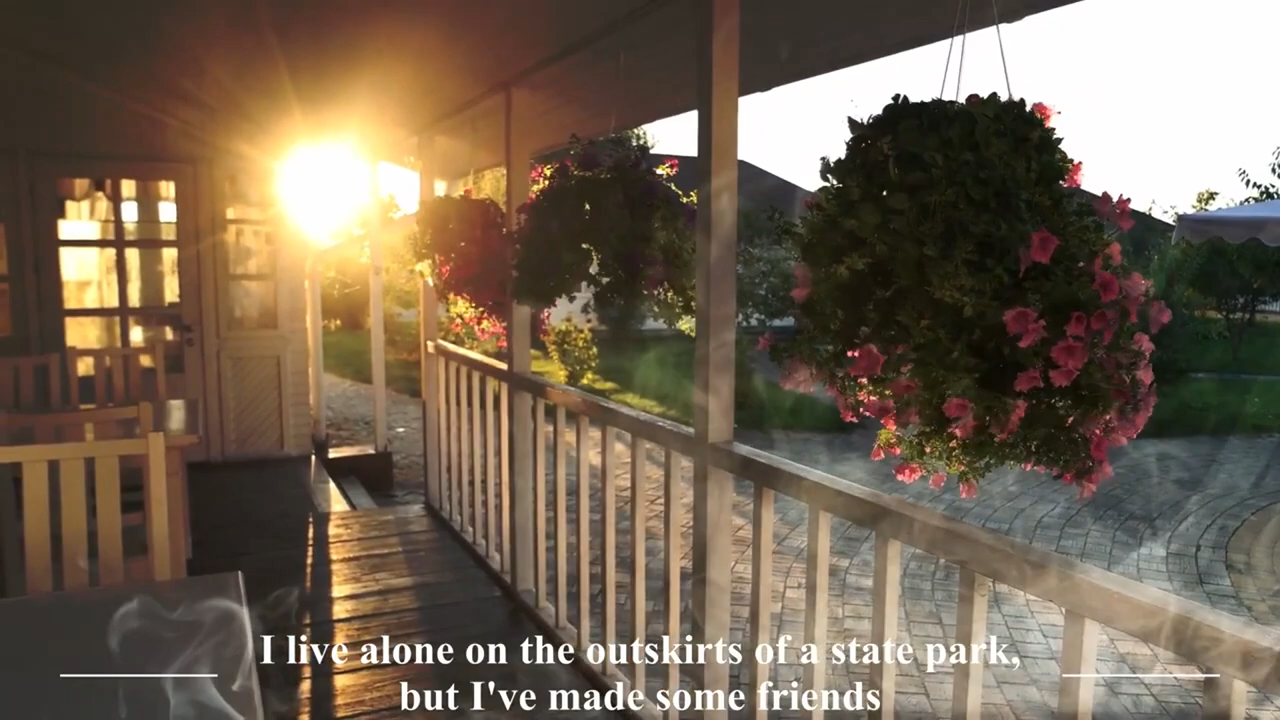 I live alone on the outskirts of a state park,
but I've made some friends